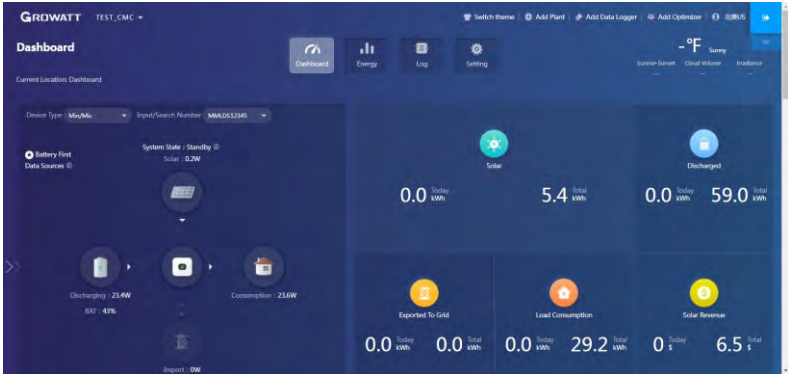 GROWATT TEST_CMC
Switch theme Add Plant Add Data Logger Add Optimizer 北美US
Dashboard
Dashboard Energy Log Setting
-°F Sunny
Sunrise-Sunset Cloud Volume Irradiance
-- -- --
Current Location: Dashboard
Device Type Min/Mic Input/Search Number MMLDS12345
Battery First
Data Sources
System State : Standby
Solar : 0.2W
Discharging : 23.4W
BAT : 43%
Consumption : 23.6W
Import : 0W
Solar
0.0 Today kWh 5.4 Total kWh
Discharged
0.0 Today kWh 59.0 Total kWh
Exported To Grid
0.0 Today kWh 0.0 Total kWh
Load Consumption
0.0 Today kWh 29.2 Total kWh
Solar Revenue
0 Today $ 6.5 Total $